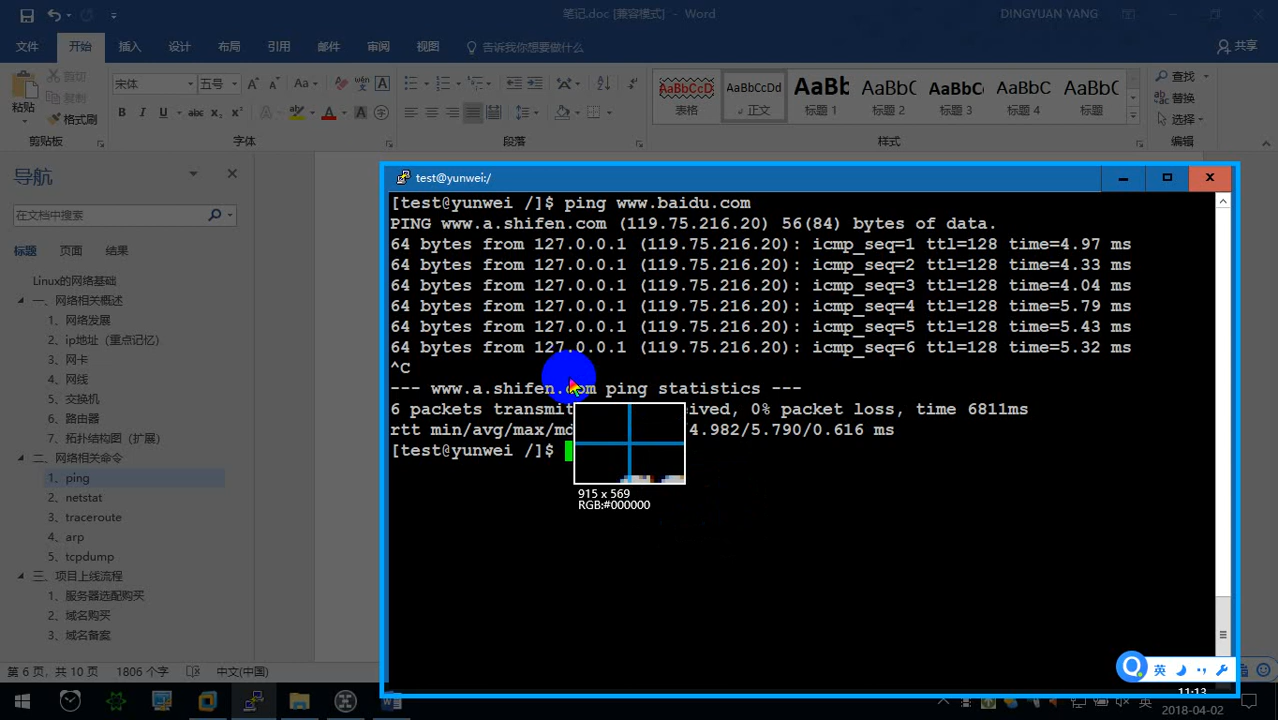 笔记.doc [兼容模式] - Word
DINGYUAN YANG
文件 开始 插入 设计 布局 引用 邮件 审阅 视图 告诉我你想要做什么 共享
粘贴 剪切 复制 格式刷
宋体 五号
AaBbCcD AaBbCcDd AaBb AaBbC AaBbC AaBbC AaBbC
表格 正文 标题 1 标题 2 标题 3 标题 4 标题
查找 替换 选择
剪贴板 字体 段落 样式 编辑
导航
在文档中搜索
标题 页面 结果
Linux的网络基础
一、网络相关概述
1、网络发展
2、ip地址(重点记忆)
3、网卡
4、网线
5、交换机
6、路由器
7、拓扑结构图(扩展)
二、网络相关命令
1、ping
2、netstat
3、traceroute
4、arp
5、tcpdump
三、项目上线流程
1、服务器选配购买
2、域名购买
3、域名备案
test@yunwei:/
[test@yunwei /]$ ping www.baidu.com
PING www.a.shifen.com (119.75.216.20) 56(84) bytes of data.
64 bytes from 127.0.0.1 (119.75.216.20): icmp_seq=1 ttl=128 time=4.97 ms
64 bytes from 127.0.0.1 (119.75.216.20): icmp_seq=2 ttl=128 time=4.33 ms
64 bytes from 127.0.0.1 (119.75.216.20): icmp_seq=3 ttl=128 time=4.04 ms
64 bytes from 127.0.0.1 (119.75.216.20): icmp_seq=4 ttl=128 time=5.79 ms
64 bytes from 127.0.0.1 (119.75.216.20): icmp_seq=5 ttl=128 time=5.43 ms
64 bytes from 127.0.0.1 (119.75.216.20): icmp_seq=6 ttl=128 time=5.32 ms
^C
--- www.a.shifen.com ping statistics ---
6 packets transmit ived, 0% packet loss, time 6811ms
rtt min/avg/max/md 4.982/5.790/0.616 ms
[test@yunwei /]$
915 x 569
RGB:#000000
英
第 6 页,共 10 页 1806 个字 中文(中国)
11:13
英
2018-04-02